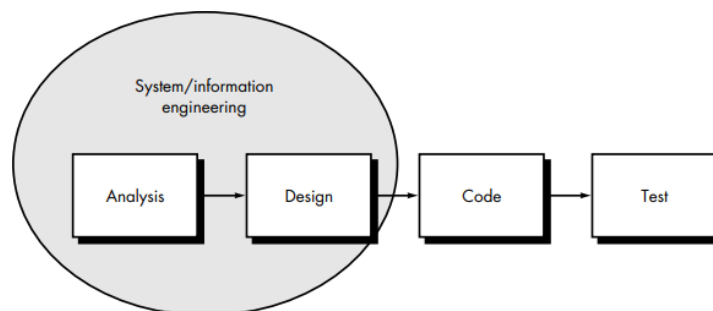 System/information
engineering
Analysis
Design
Code
Test